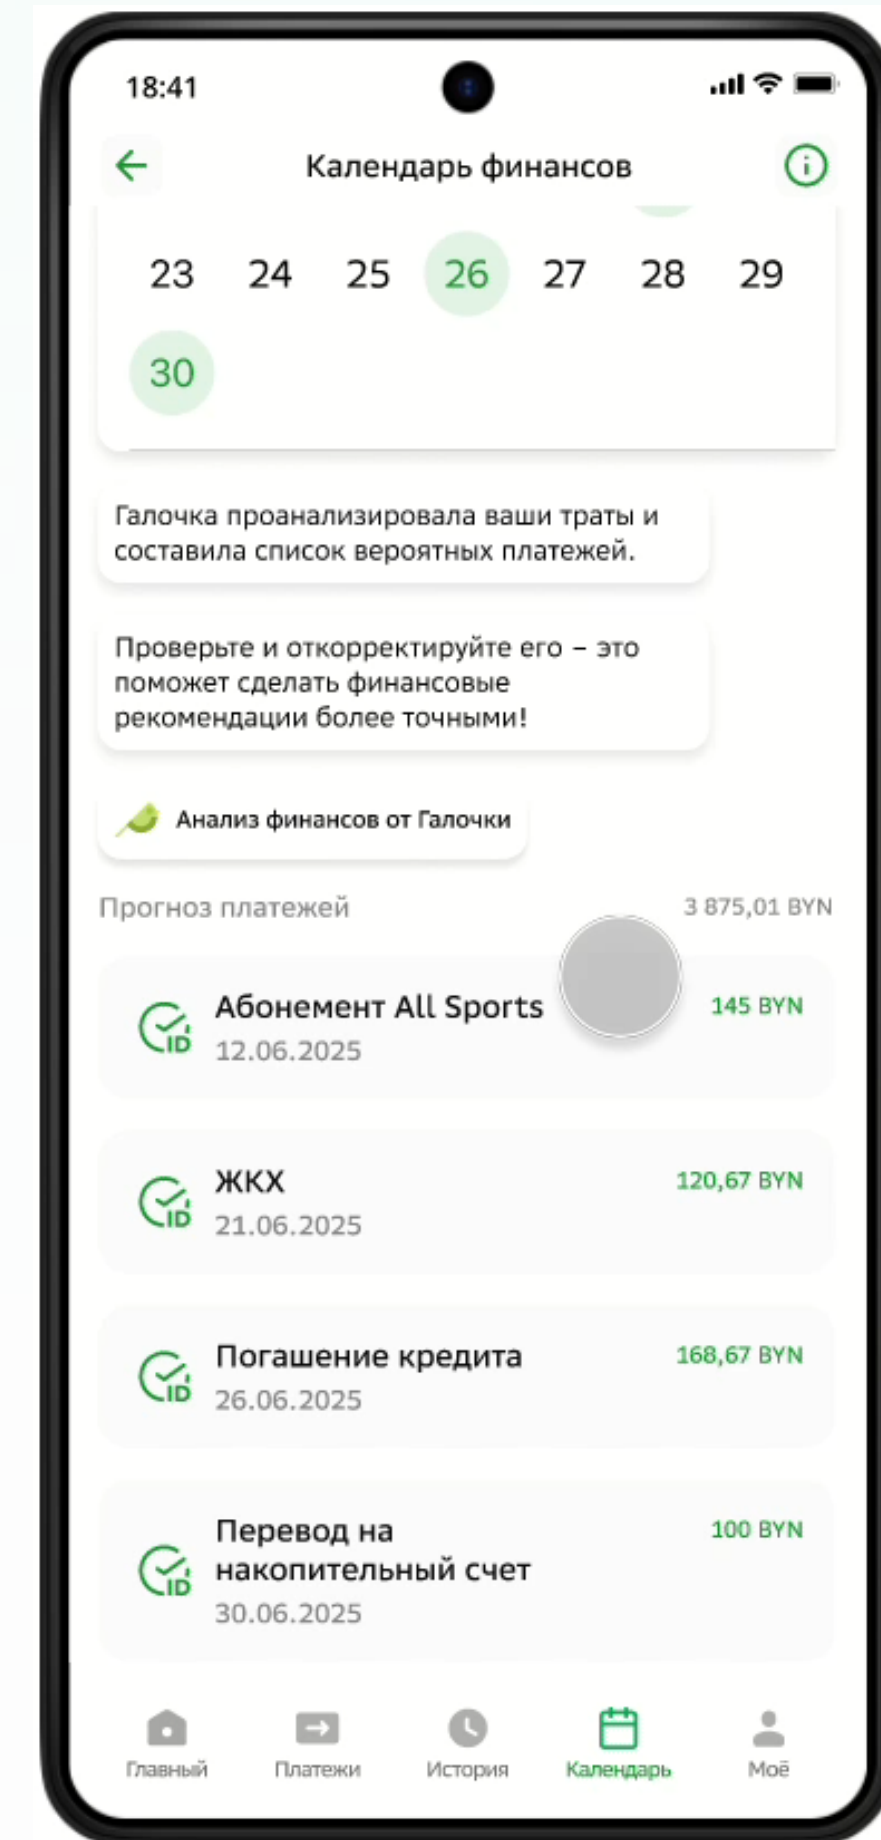 18:41
Календарь финансов
23 24 25 26 27 28 29
30
Галочка проанализировала ваши траты и
составила список вероятных платежей.
Проверьте и откорректируйте его – это
поможет сделать финансовые
рекомендации более точными!
Анализ финансов от Галочки
Прогноз платежей 3 875,01 BYN
Абонемент All Sports 145 BYN
ID
12.06.2025
ЖКХ 120,67 BYN
ID
21.06.2025
Погашение кредита 168,67 BYN
ID
26.06.2025
Перевод на 100 BYN
накопительный счет
ID
30.06.2025
Главный Платежи История Календарь Моё